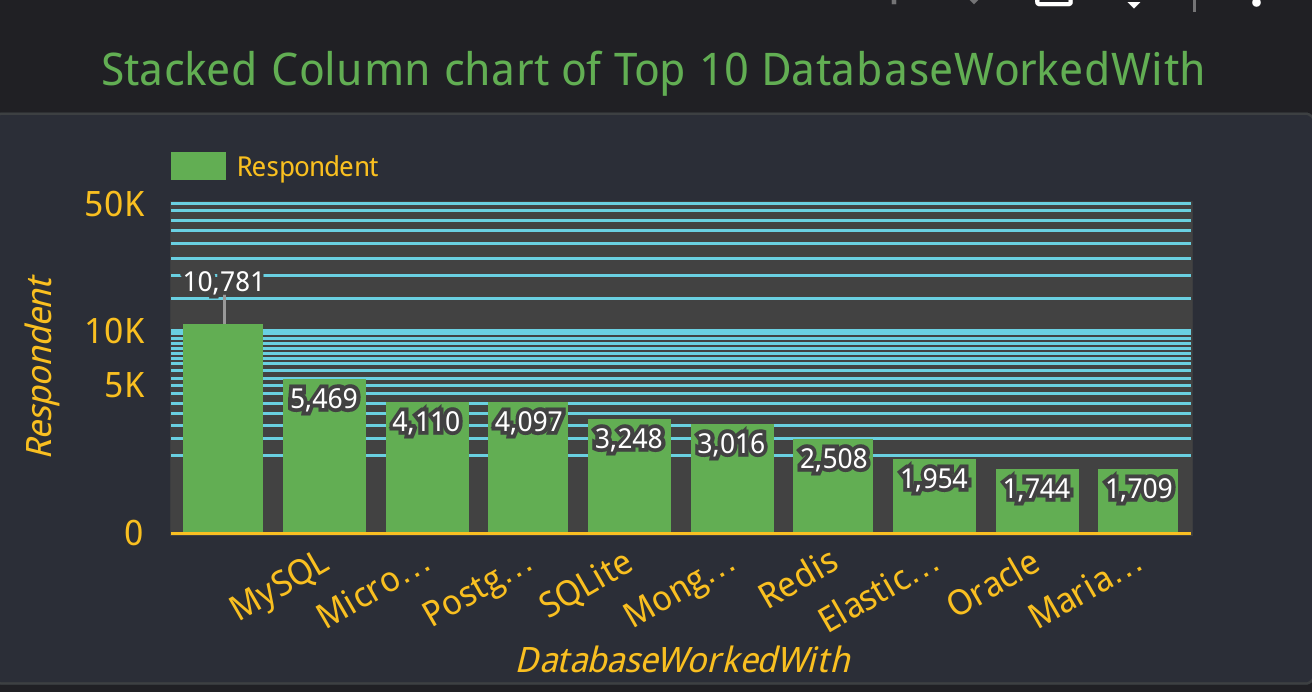 Stacked Column chart of Top 10 DatabaseWorkedWith
Respondent
50K
10K
5K
0
Respondent
10,781
5,469
4,110
4,097
3,248
3,016
2,508
1,954
1,744
1,709
MySQL
Micro...
Postg...
SQLite
Mong...
Redis
Elastic...
Oracle
Maria...
DatabaseWorkedWith